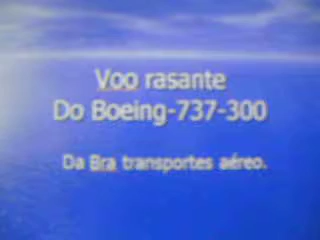 Voo rasante
Do Boeing-737-300
Da Bra transportes aéreo.